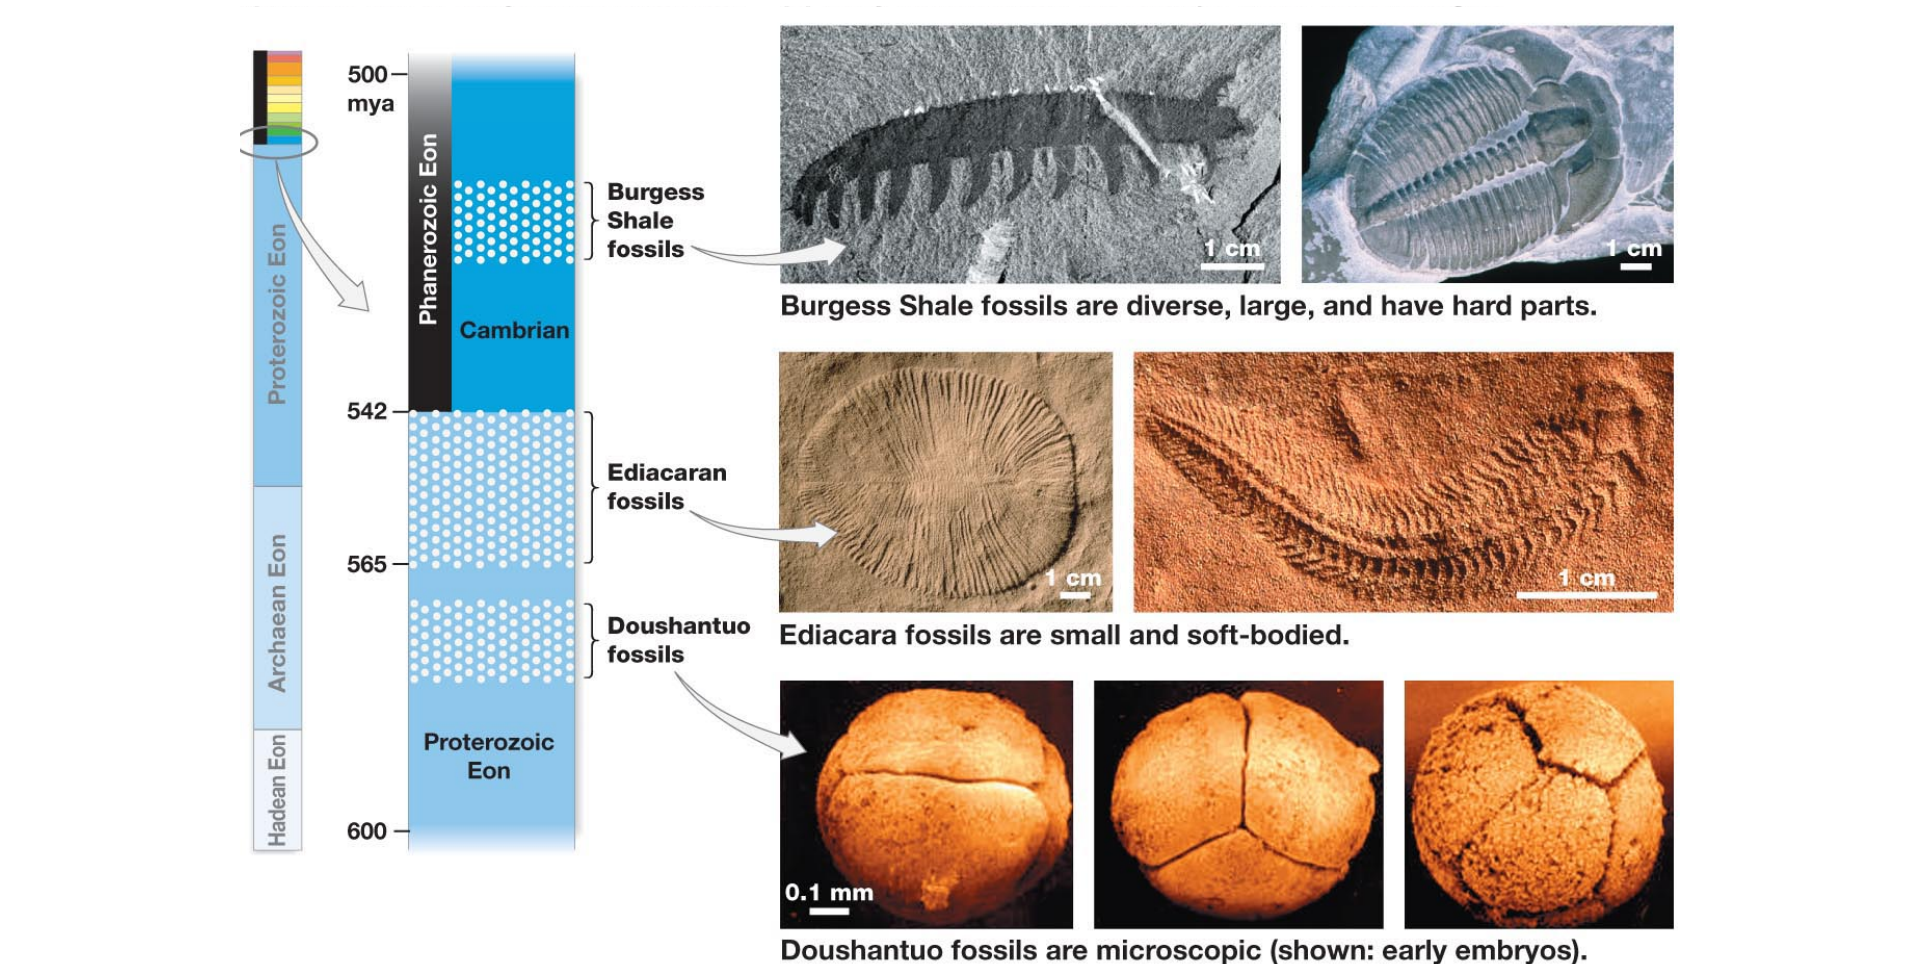 500
mya
542
565
600
Proterozoic Eon
Archaean Eon
Hadean Eon
Phanerozoic Eon
Cambrian
Proterozoic
Eon
Burgess
Shale
fossils
1 cm
1 cm
Burgess Shale fossils are diverse, large, and have hard parts.
Ediacaran
fossils
1 cm
1 cm
Ediacara fossils are small and soft-bodied.
Doushantuo
fossils
0.1 mm
Doushantuo fossils are microscopic (shown: early embryos).